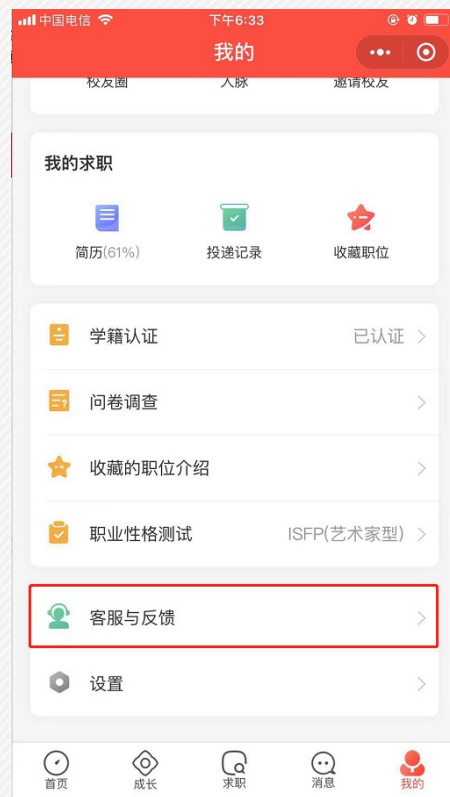 中国电信 下午6:33
我的
校友圈 人脉 邀请校友
我的求职
简历(61%) 投递记录 收藏职位
学籍认证 已认证
问卷调查
收藏的职位介绍
职业性格测试 ISFP(艺术家型)
客服与反馈
设置
首页 成长 求职 消息 我的